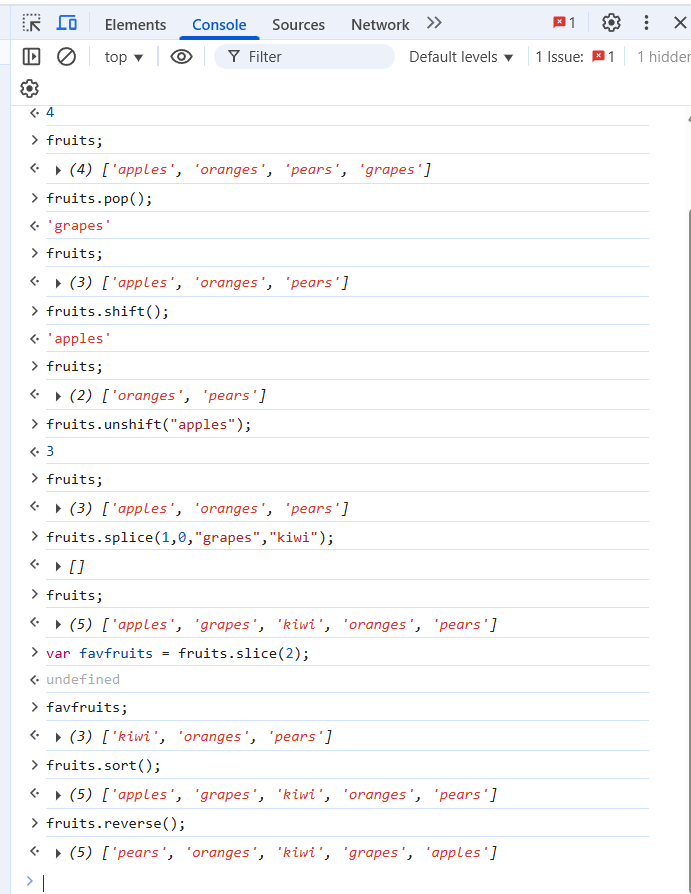 Elements Console Sources Network 1
top Filter Default levels 1 Issue: 1 1 hidden
4
fruits;
(4) ['apples', 'oranges', 'pears', 'grapes']
fruits.pop();
'grapes'
fruits;
(3) ['apples', 'oranges', 'pears']
fruits.shift();
'apples'
fruits;
(2) ['oranges', 'pears']
fruits.unshift("apples");
3
fruits;
(3) ['apples', 'oranges', 'pears']
fruits.splice(1,0,"grapes","kiwi");
[]
fruits;
(5) ['apples', 'grapes', 'kiwi', 'oranges', 'pears']
var favfruits = fruits.slice(2);
undefined
favfruits;
(3) ['kiwi', 'oranges', 'pears']
fruits.sort();
(5) ['apples', 'grapes', 'kiwi', 'oranges', 'pears']
fruits.reverse();
(5) ['pears', 'oranges', 'kiwi', 'grapes', 'apples']